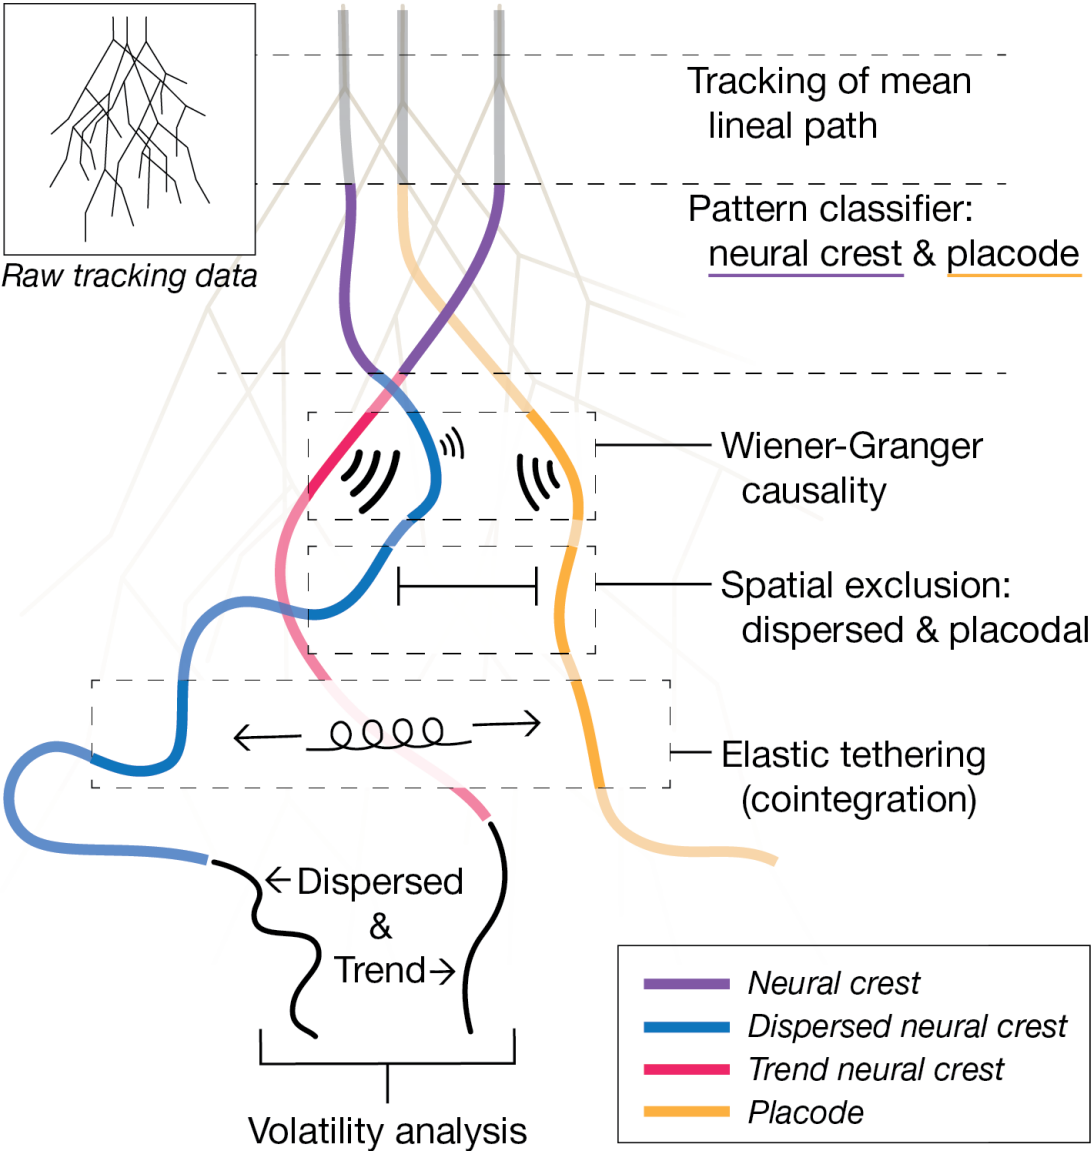 Raw tracking data
Tracking of mean
lineal path
Pattern classifier:
neural crest & placode
Wiener-Granger
causality
Spatial exclusion:
dispersed & placodal
Elastic tethering
(cointegration)
←Dispersed
&
Trend→
Volatility analysis
Neural crest
Dispersed neural crest
Trend neural crest
Placode